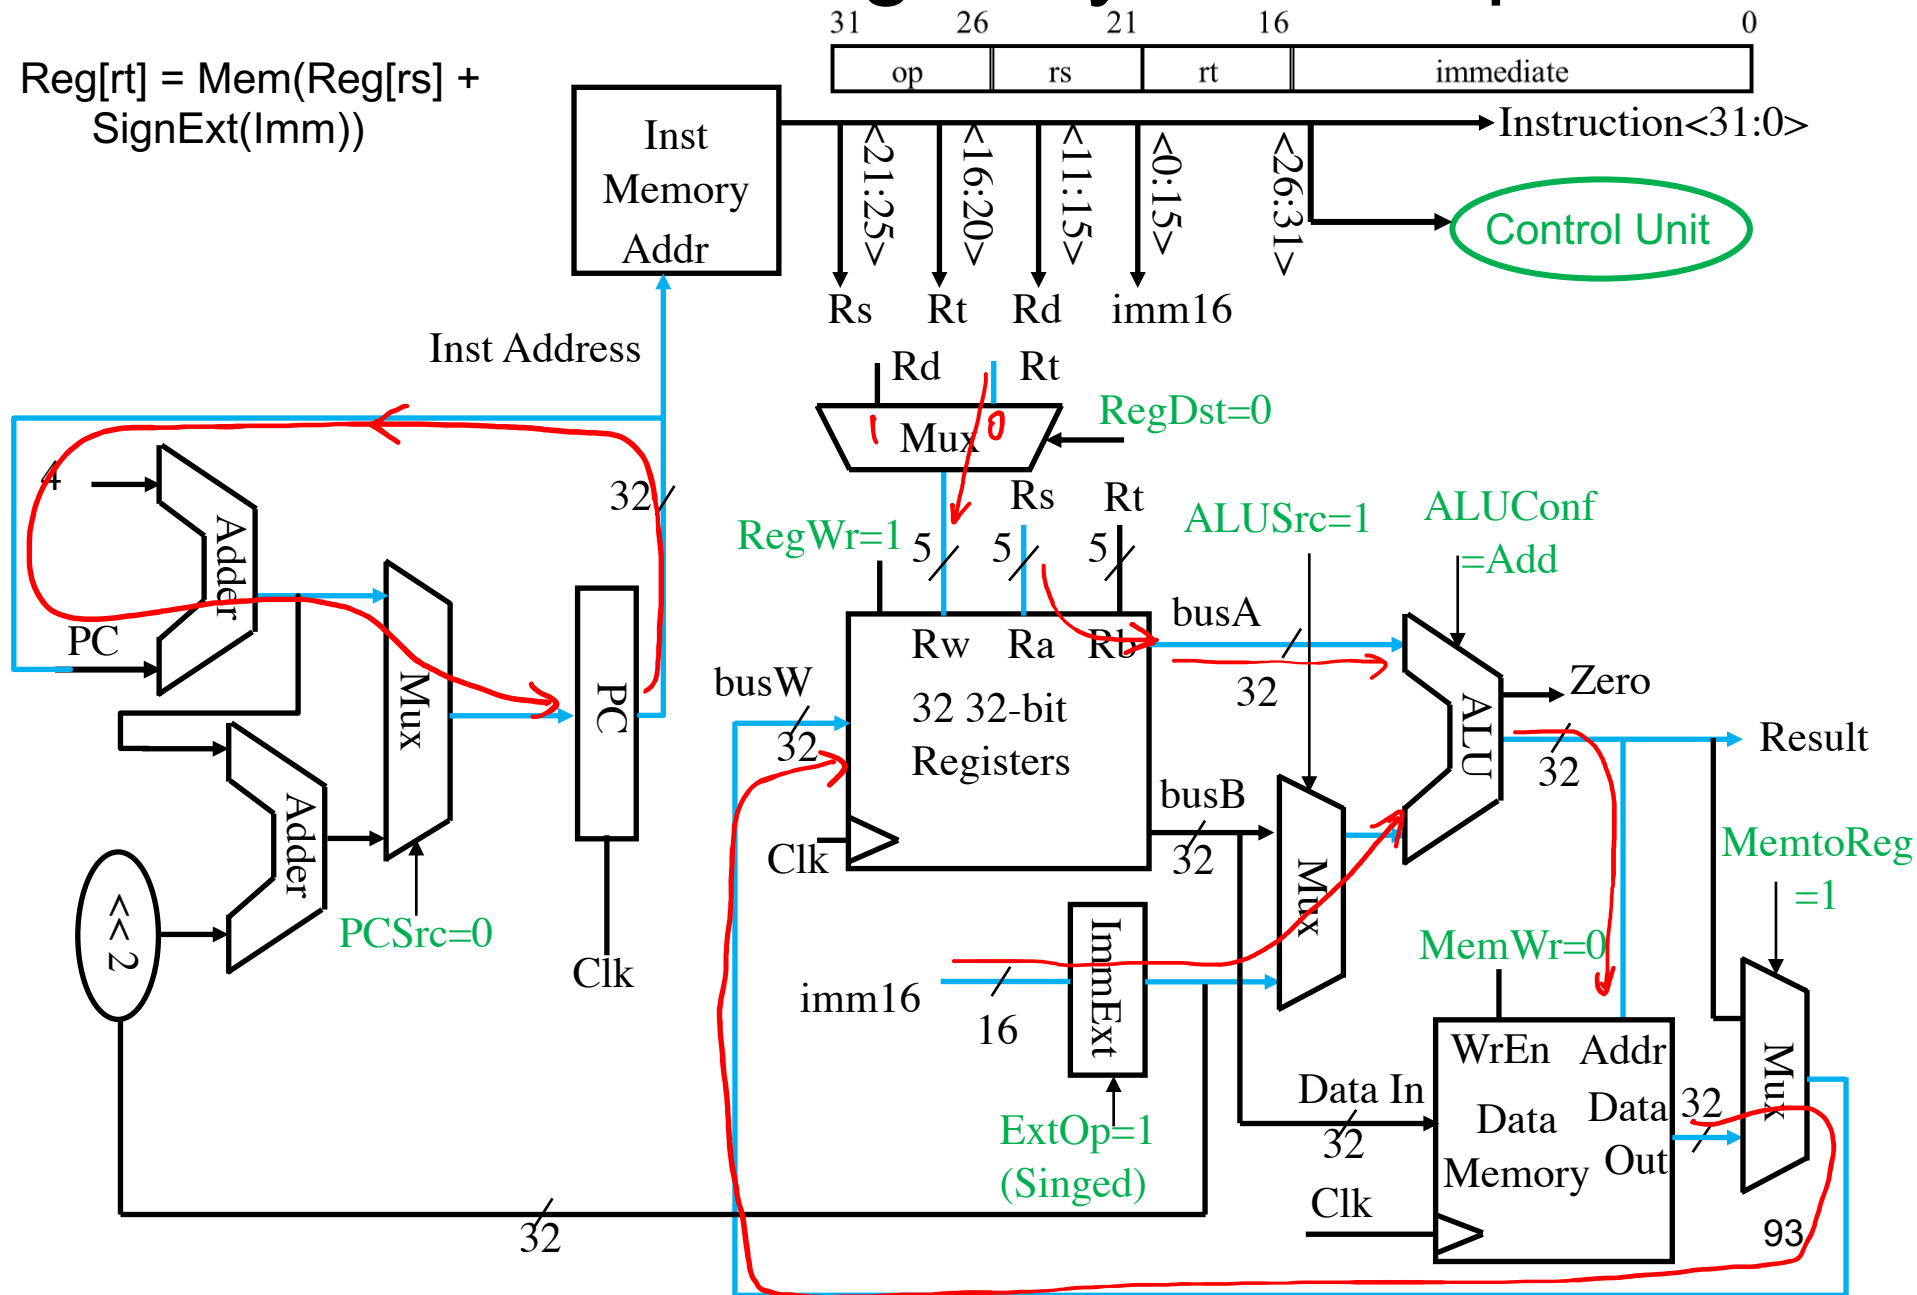 31 26 21 16 0
op rs rt immediate
Reg[rt] = Mem(Reg[rs] +
SignExt(Imm))
Inst
Memory
Addr
Instruction<31:0>
<21:25>
<16:20>
<11:15>
<0:15>
<26:31>
Control Unit
Rs Rt Rd imm16
Inst Address
Rd Rt
RegDst=0
1 Mux 0
4
Adder
32
PC
Rs Rt
RegWr=1
5 5 5
ALUSrc=1
ALUConf
=Add
Rw Ra Rb
busA
32
busW
32
32 32-bit
Registers
Clk
busB
32
Mux
PC
Clk
PCSrc=0
Adder
<<2
ALU
Zero
32
Result
Mux
MemtoReg
=1
MemWr=0
imm16
16
ImmExt
ExtOp=1
(Singed)
Data In
32
WrEn Addr
Data
Memory
Data
Out
32
Mux
Clk
32
93